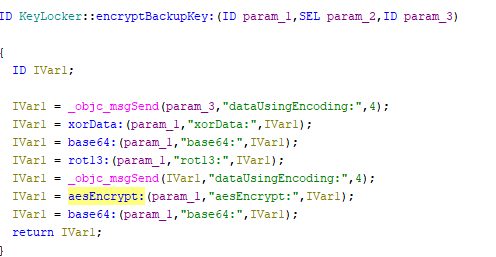 ID KeyLocker::encryptBackupKey:(ID param_1,SEL param_2,ID param_3)
{
ID IVar1;
IVar1 = _objc_msgSend(param_3,"dataUsingEncoding:",4);
IVar1 = xorData:(param_1,"xorData:",IVar1);
IVar1 = base64:(param_1,"base64:",IVar1);
IVar1 = rot13:(param_1,"rot13:",IVar1);
IVar1 = _objc_msgSend(IVar1,"dataUsingEncoding:",4);
IVar1 = aesEncrypt:(param_1,"aesEncrypt:",IVar1);
IVar1 = base64:(param_1,"base64:",IVar1);
return IVar1;
}